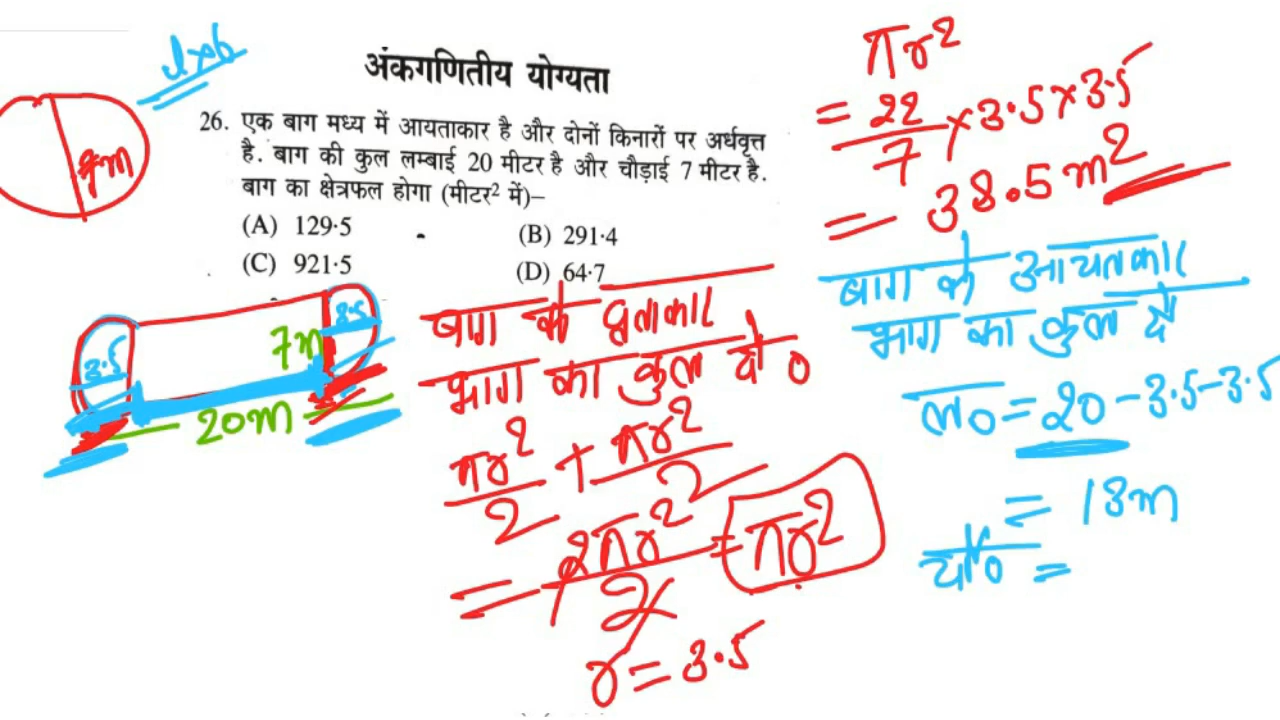 l×b
अंकगणितीय योग्यता
26. एक बाग मध्य में आयताकार है और दोनों किनारों पर अर्धवृत्त
है. बाग की कुल लम्बाई 20 मीटर है और चौड़ाई 7 मीटर है.
बाग का क्षेत्रफल होगा (मीटर² में)–
(A) 129·5
(B) 291·4
(C) 921·5
(D) 64·7
7m
3.5
3.5
7m
20m
बाग के वृताकार
भाग का कुल क्षे०
πr²/2 + πr²/2
= 2πr²/2 = πr²
r = 3.5
πr²
= 22/7 × 3.5 × 3.5
= 38.5 m²
बाग के आयतकार
भाग का कुल क्षे
ल० = 20 - 3.5 - 3.5
= 13m
चौ० =